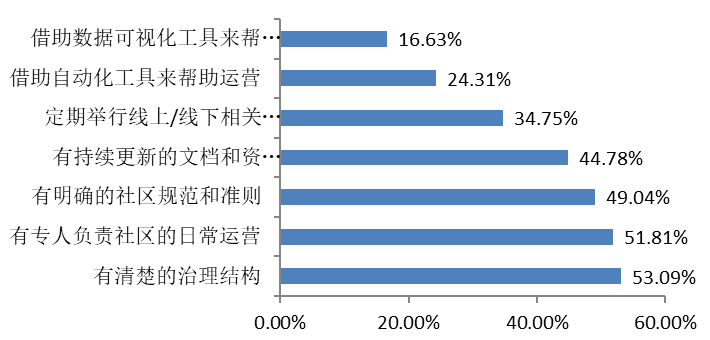 借助数据可视化工具来帮… 16.63%
借助自动化工具来帮助运营 24.31%
定期举行线上/线下相关… 34.75%
有持续更新的文档和资… 44.78%
有明确的社区规范和准则 49.04%
有专人负责社区的日常运营 51.81%
有清楚的治理结构 53.09%
0.00% 20.00% 40.00% 60.00%